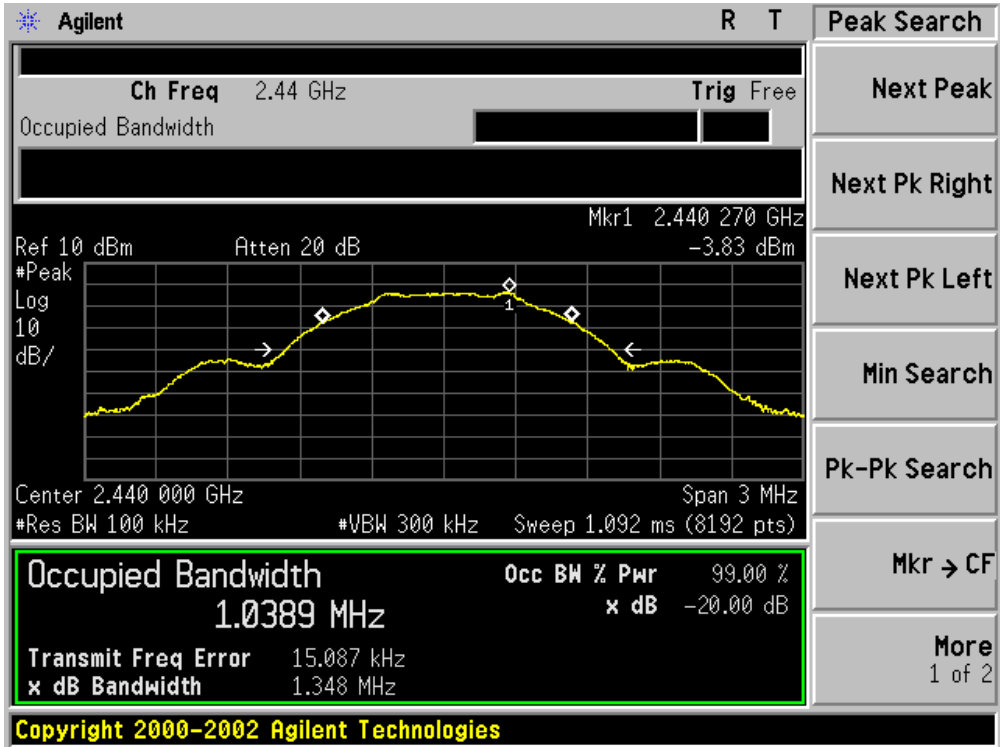 Agilent R T
Peak Search
Ch Freq 2.44 GHz Trig Free
Occupied Bandwidth
Mkr1 2.440 270 GHz
Ref 10 dBm Atten 20 dB -3.83 dBm
#Peak
Log
10
dB/
1
Center 2.440 000 GHz Span 3 MHz
#Res BW 100 kHz #VBW 300 kHz Sweep 1.092 ms (8192 pts)
Occupied Bandwidth
1.0389 MHz
Occ BW % Pwr 99.00 %
x dB -20.00 dB
Transmit Freq Error 15.087 kHz
x dB Bandwidth 1.348 MHz
Copyright 2000-2002 Agilent Technologies
Next Peak
Next Pk Right
Next Pk Left
Min Search
Pk-Pk Search
Mkr → CF
More
1 of 2